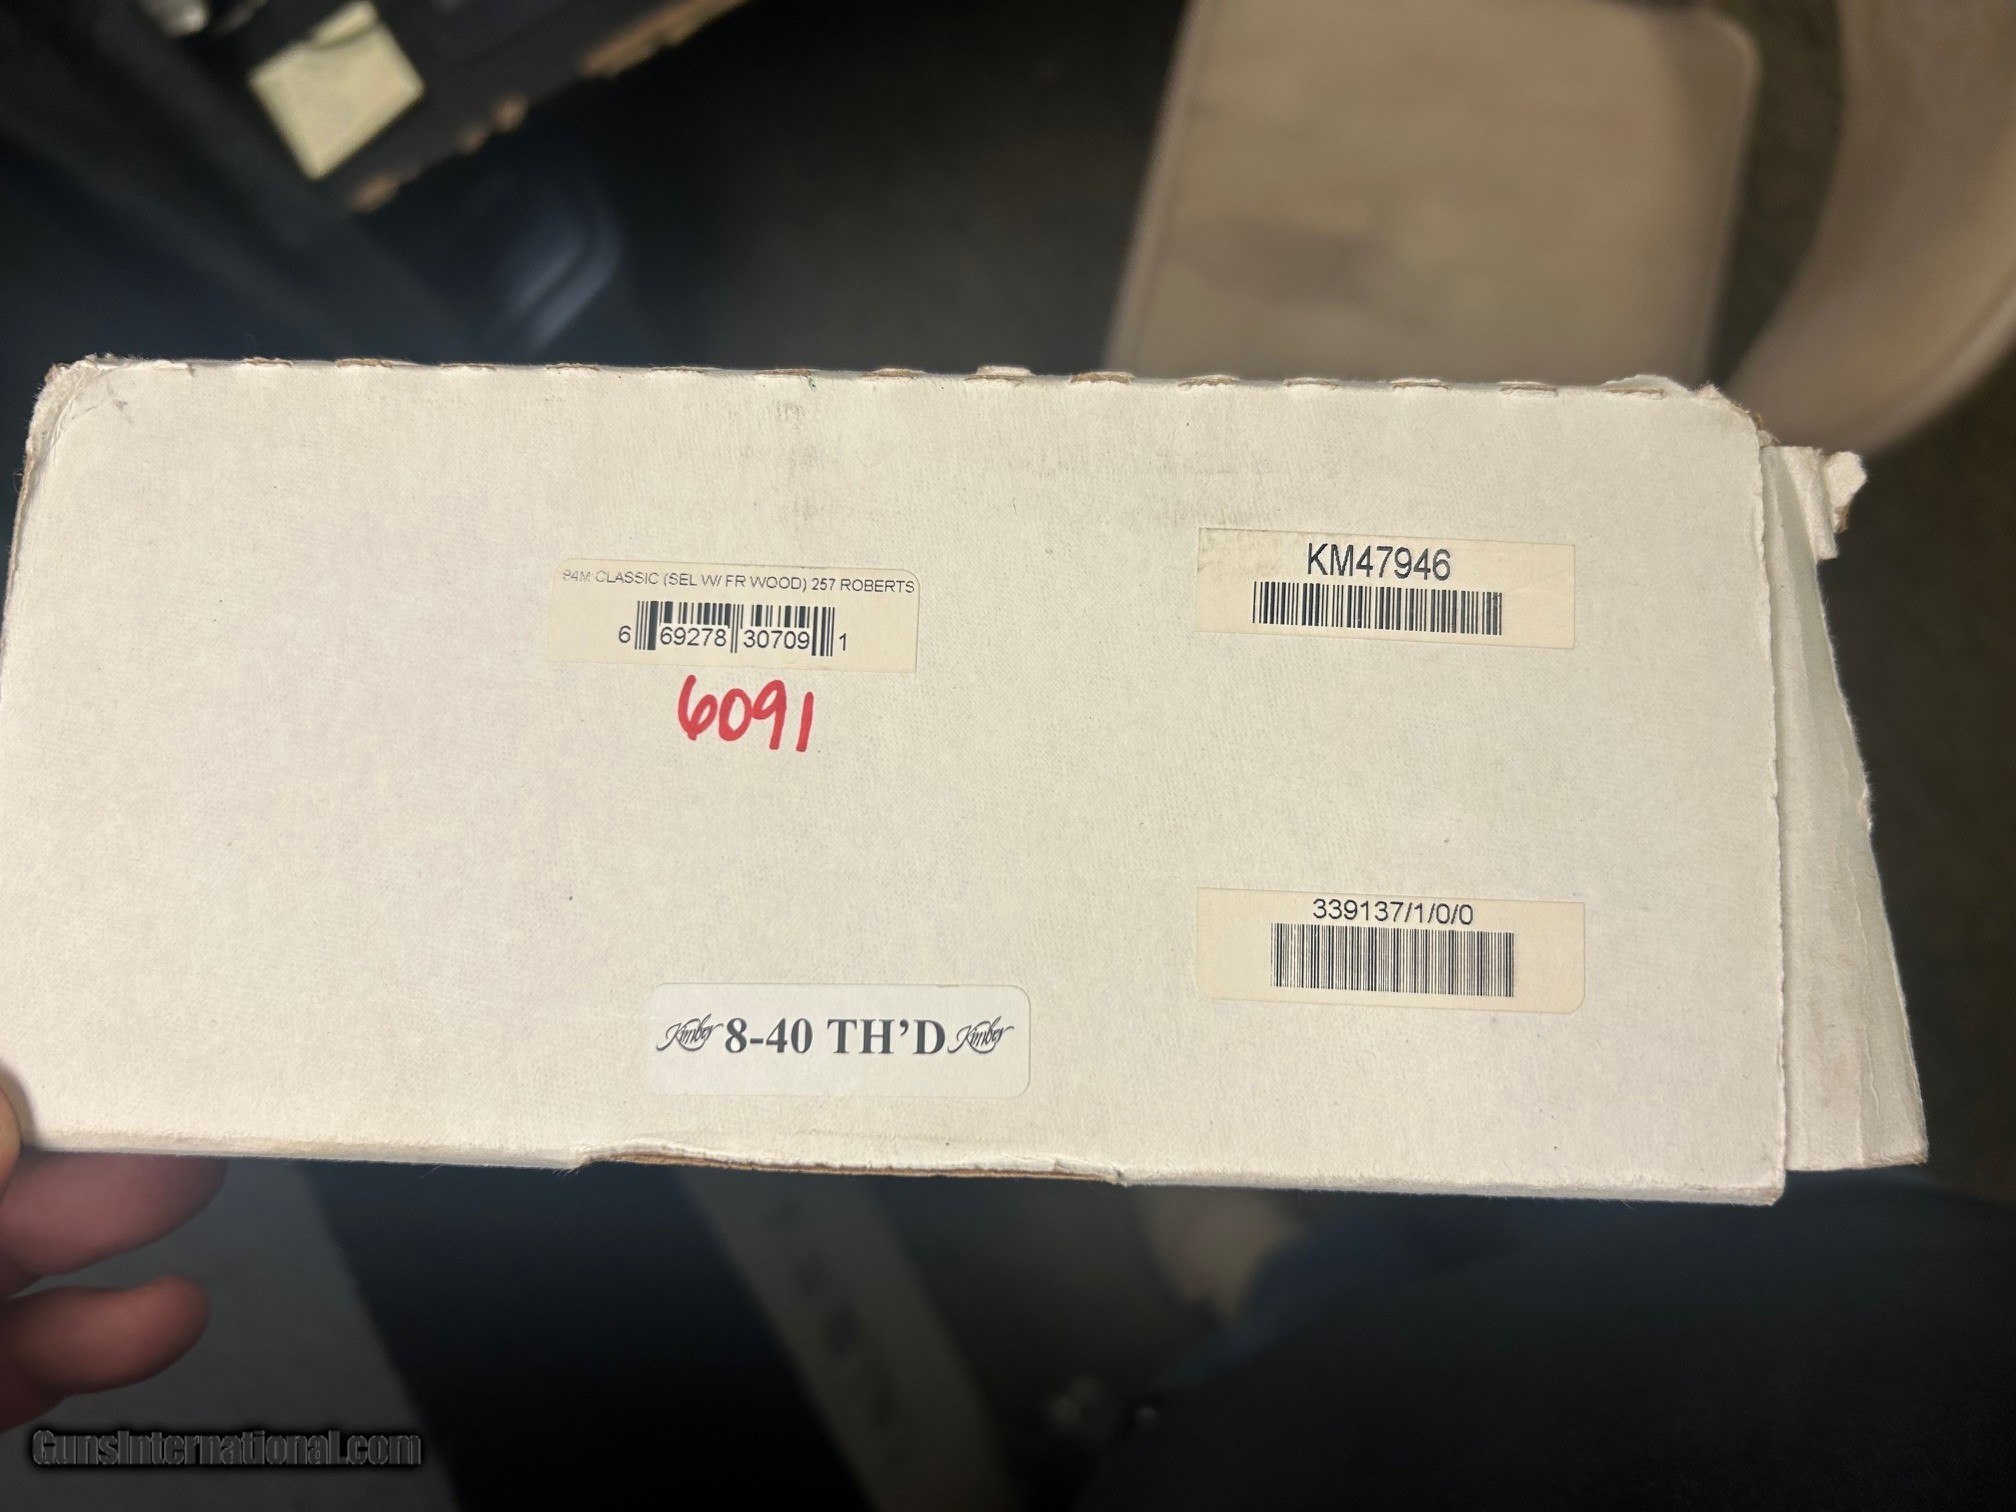 84M CLASSIC (SEL W/ FR WOOD) 257 ROBERTS
6 69278 30709 1
6091
KM47946
339137/1/0/0
Kimber 8-40 TH'D Kimber
GunsInternational.com